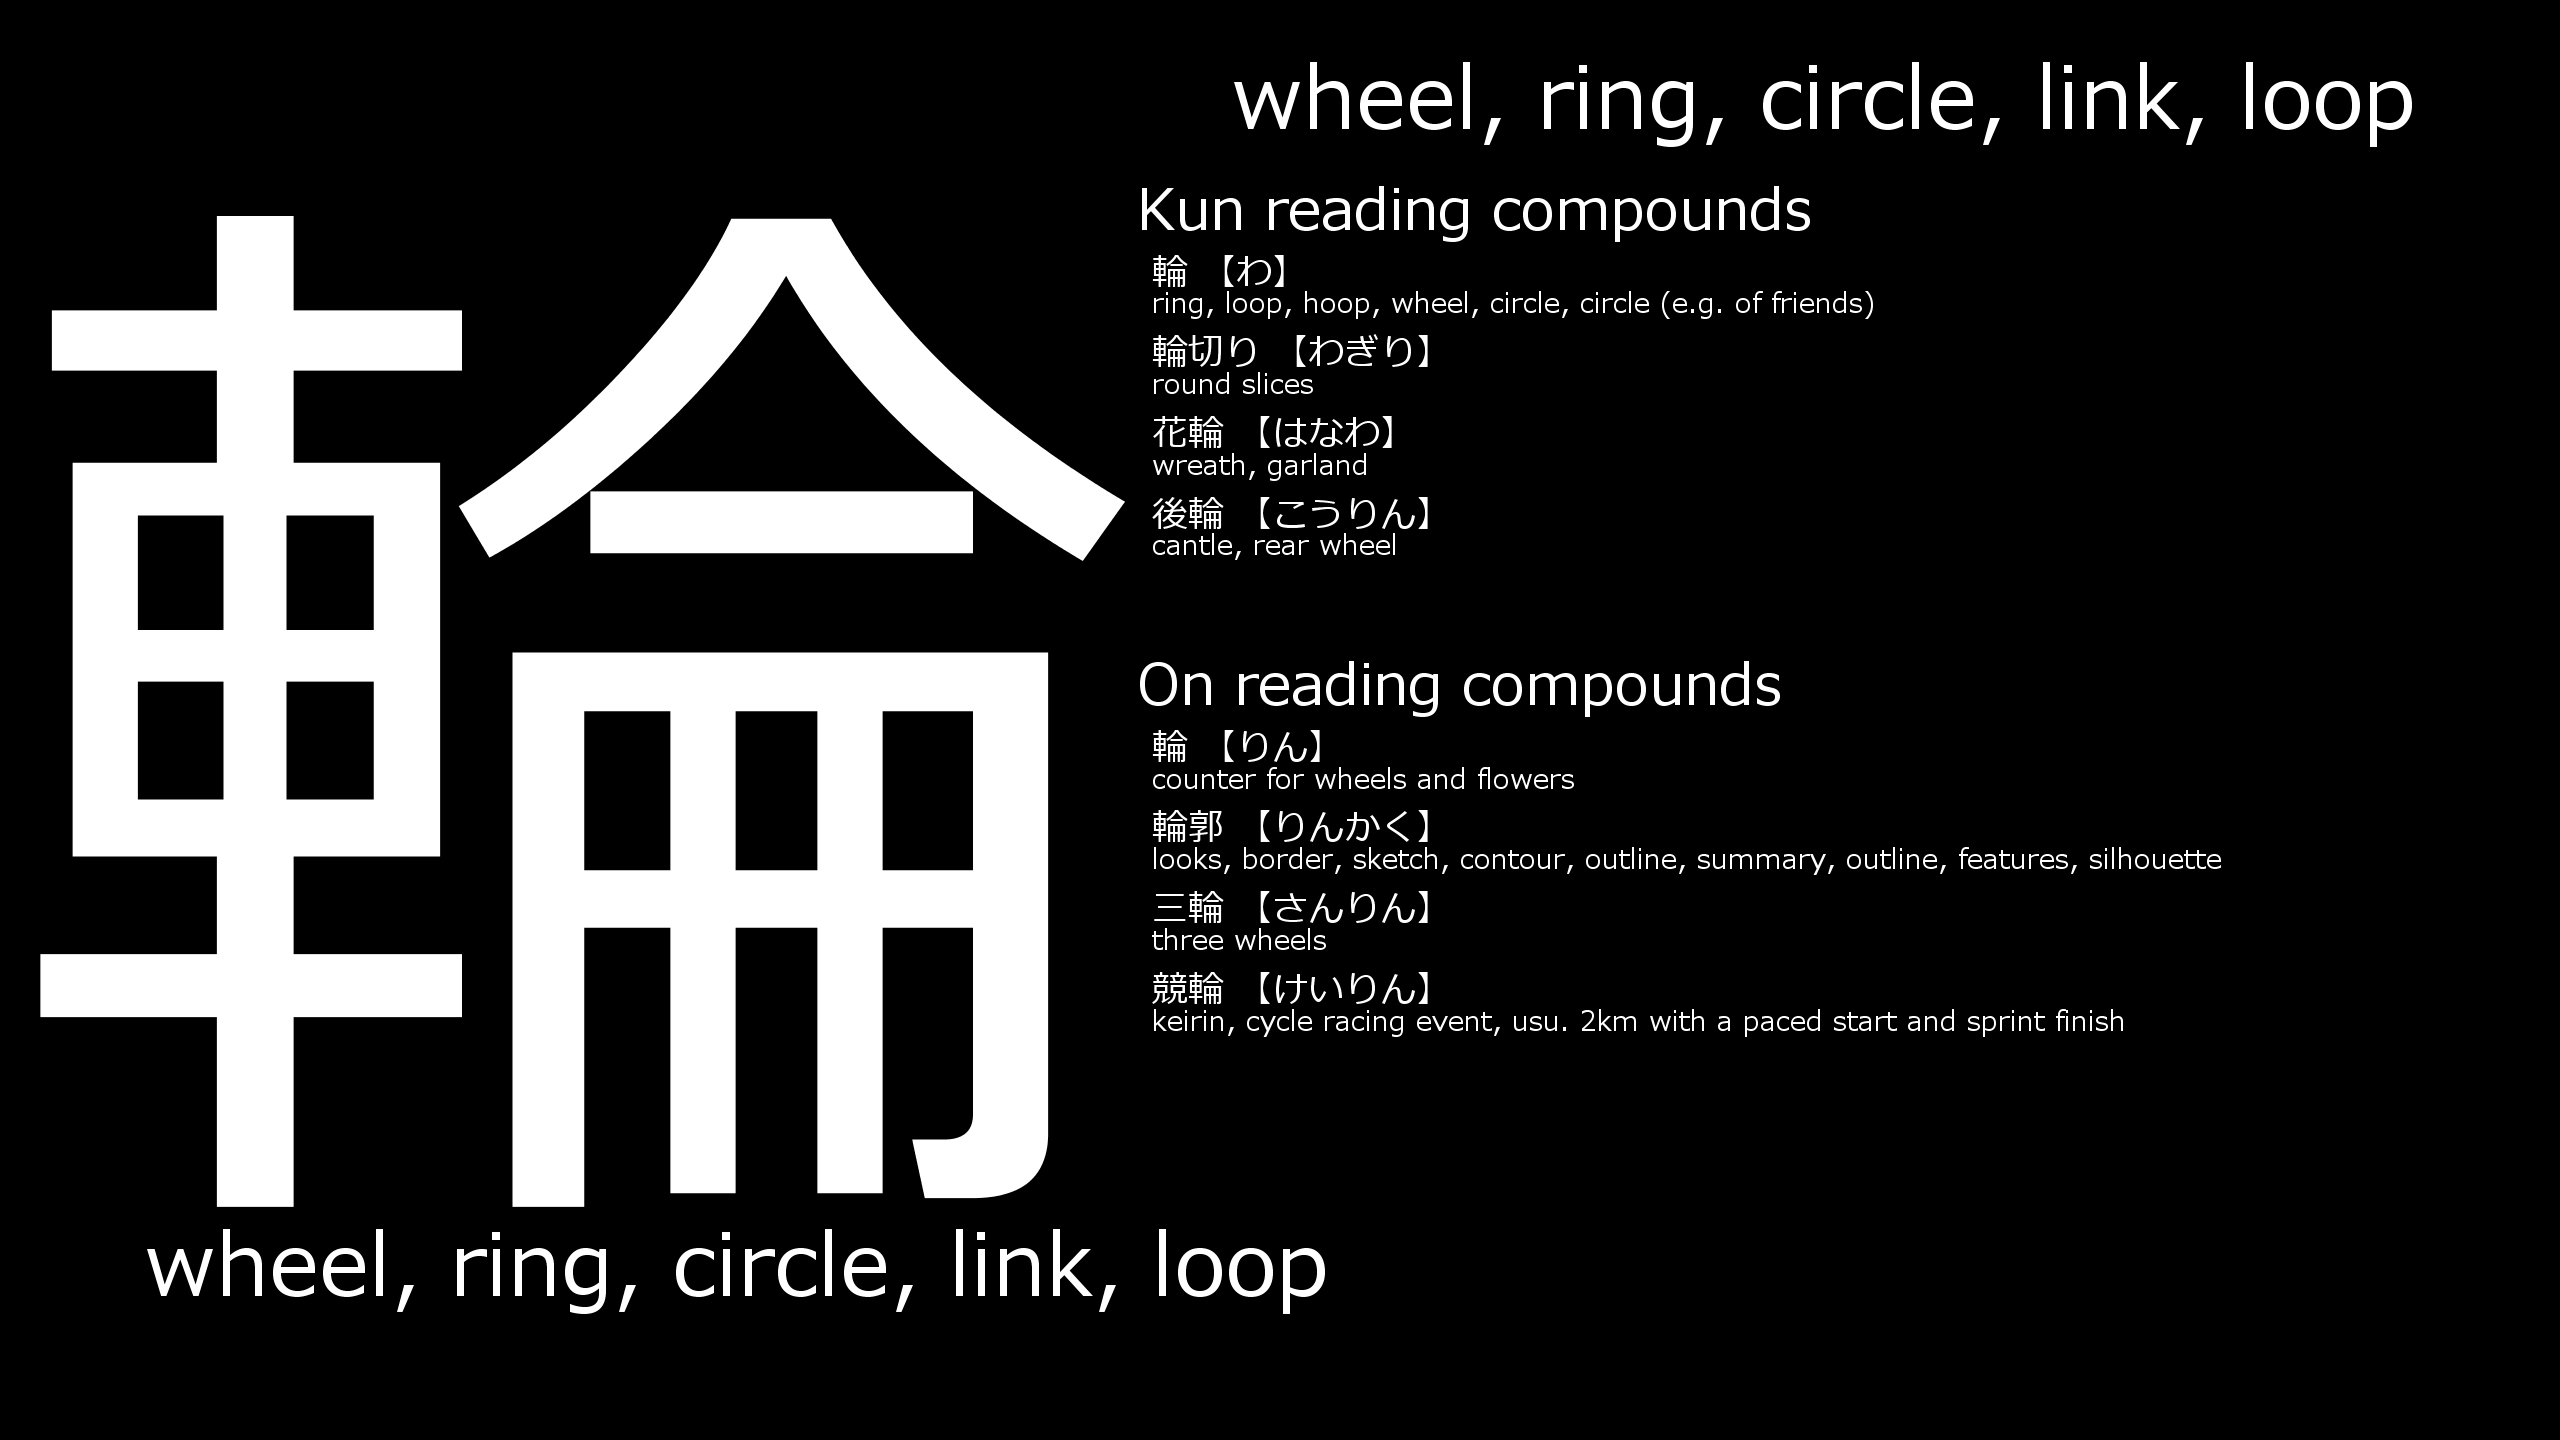 wheel, ring, circle, link, loop
輪
Kun reading compounds
輪 【わ】
ring, loop, hoop, wheel, circle, circle (e.g. of friends)
輪切り 【わぎり】
round slices
花輪 【はなわ】
wreath, garland
後輪 【こうりん】
cantle, rear wheel
On reading compounds
輪 【りん】
counter for wheels and flowers
輪郭 【りんかく】
looks, border, sketch, contour, outline, summary, outline, features, silhouette
三輪 【さんりん】
three wheels
競輪 【けいりん】
keirin, cycle racing event, usu. 2km with a paced start and sprint finish
wheel, ring, circle, link, loop